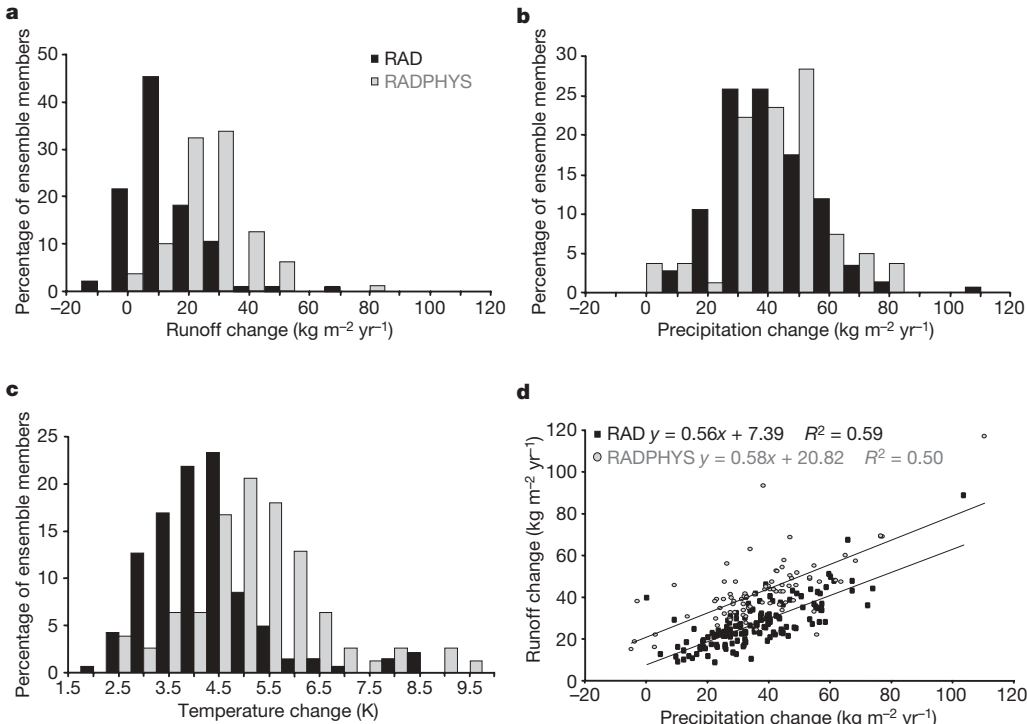 a
Percentage of ensemble members
50
40
30
20
10
0
RAD
RADPHYS
−20 0 20 40 60 80 100 120
Runoff change (kg m⁻² yr⁻¹)
b
Percentage of ensemble members
30
25
20
15
10
5
0
−20 0 20 40 60 80 100 120
Precipitation change (kg m⁻² yr⁻¹)
c
Percentage of ensemble members
25
20
15
10
5
0
1.5 2.5 3.5 4.5 5.5 6.5 7.5 8.5 9.5
Temperature change (K)
d
Runoff change (kg m⁻² yr⁻¹)
120
100
80
60
40
20
0
RAD y = 0.56x + 7.39 R² = 0.59
RADPHYS y = 0.58x + 20.82 R² = 0.50
−20 0 20 40 60 80 100 120
Precipitation change (kg m⁻² yr⁻¹)